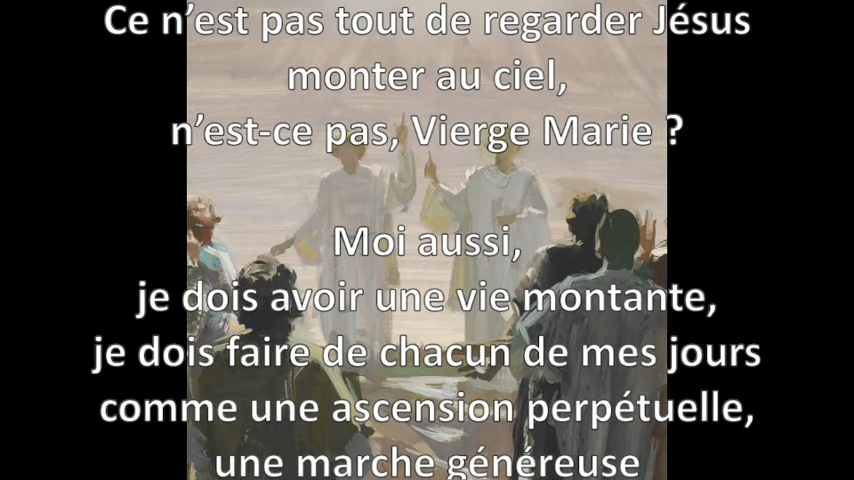 Ce n’est pas tout de regarder Jésus
monter au ciel,
n’est-ce pas, Vierge Marie ?
Moi aussi,
je dois avoir une vie montante,
je dois faire de chacun de mes jours
comme une ascension perpétuelle,
une marche généreuse